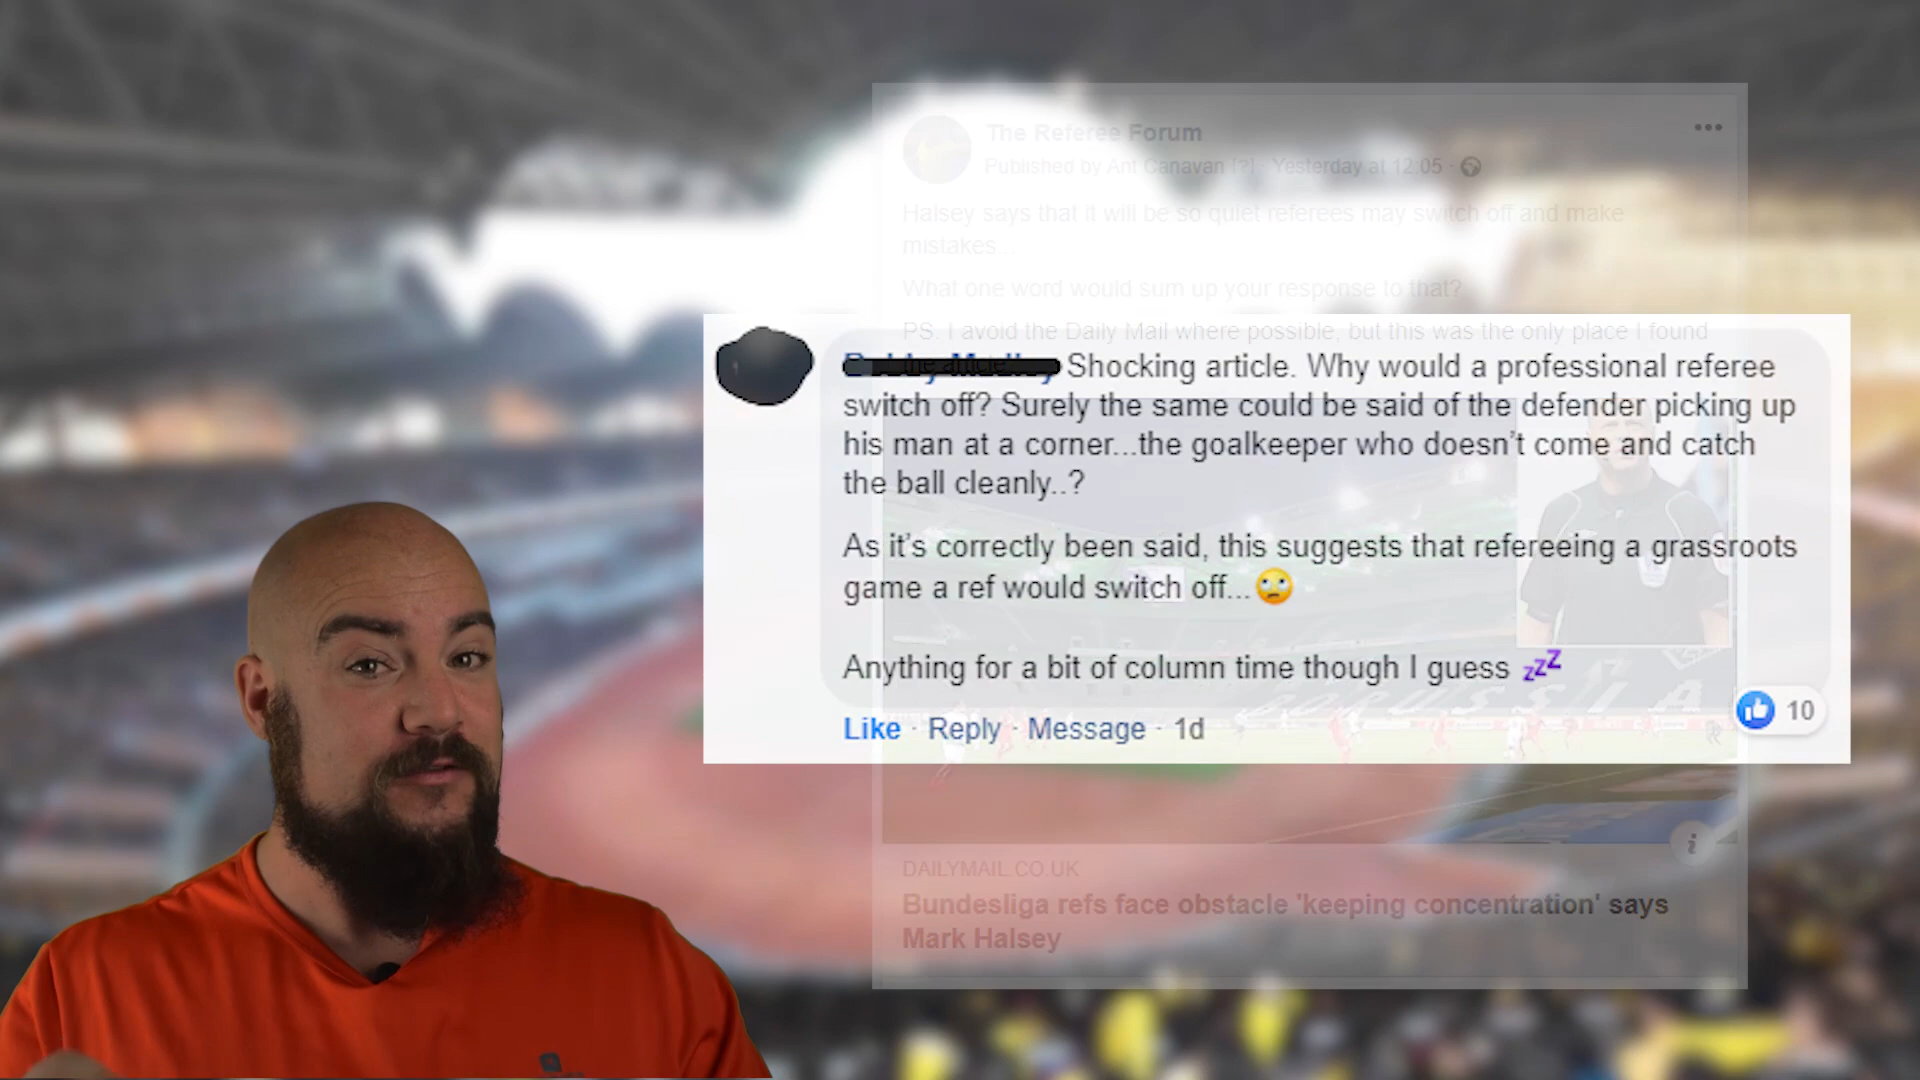 The Referee Forum
Published by Ant Canavan [?] · Yesterday at 12:05 ·
Halsey says that it will be so quiet referees may switch off and make
mistakes..
What one word would sum up your response to that?
PS. I avoid the Daily Mail where possible, but this was the only place I found
the article
Shocking article. Why would a professional referee
switch off? Surely the same could be said of the defender picking up
his man at a corner...the goalkeeper who doesn't come and catch
the ball cleanly..?
As it's correctly been said, this suggests that refereeing a grassroots
game a ref would switch off...🙄
Anything for a bit of column time though I guess 💤
Like · Reply · Message · 1d
10
BORUSSIA
DAILYMAIL.CO.UK
Bundesliga refs face obstacle 'keeping concentration' says
Mark Halsey